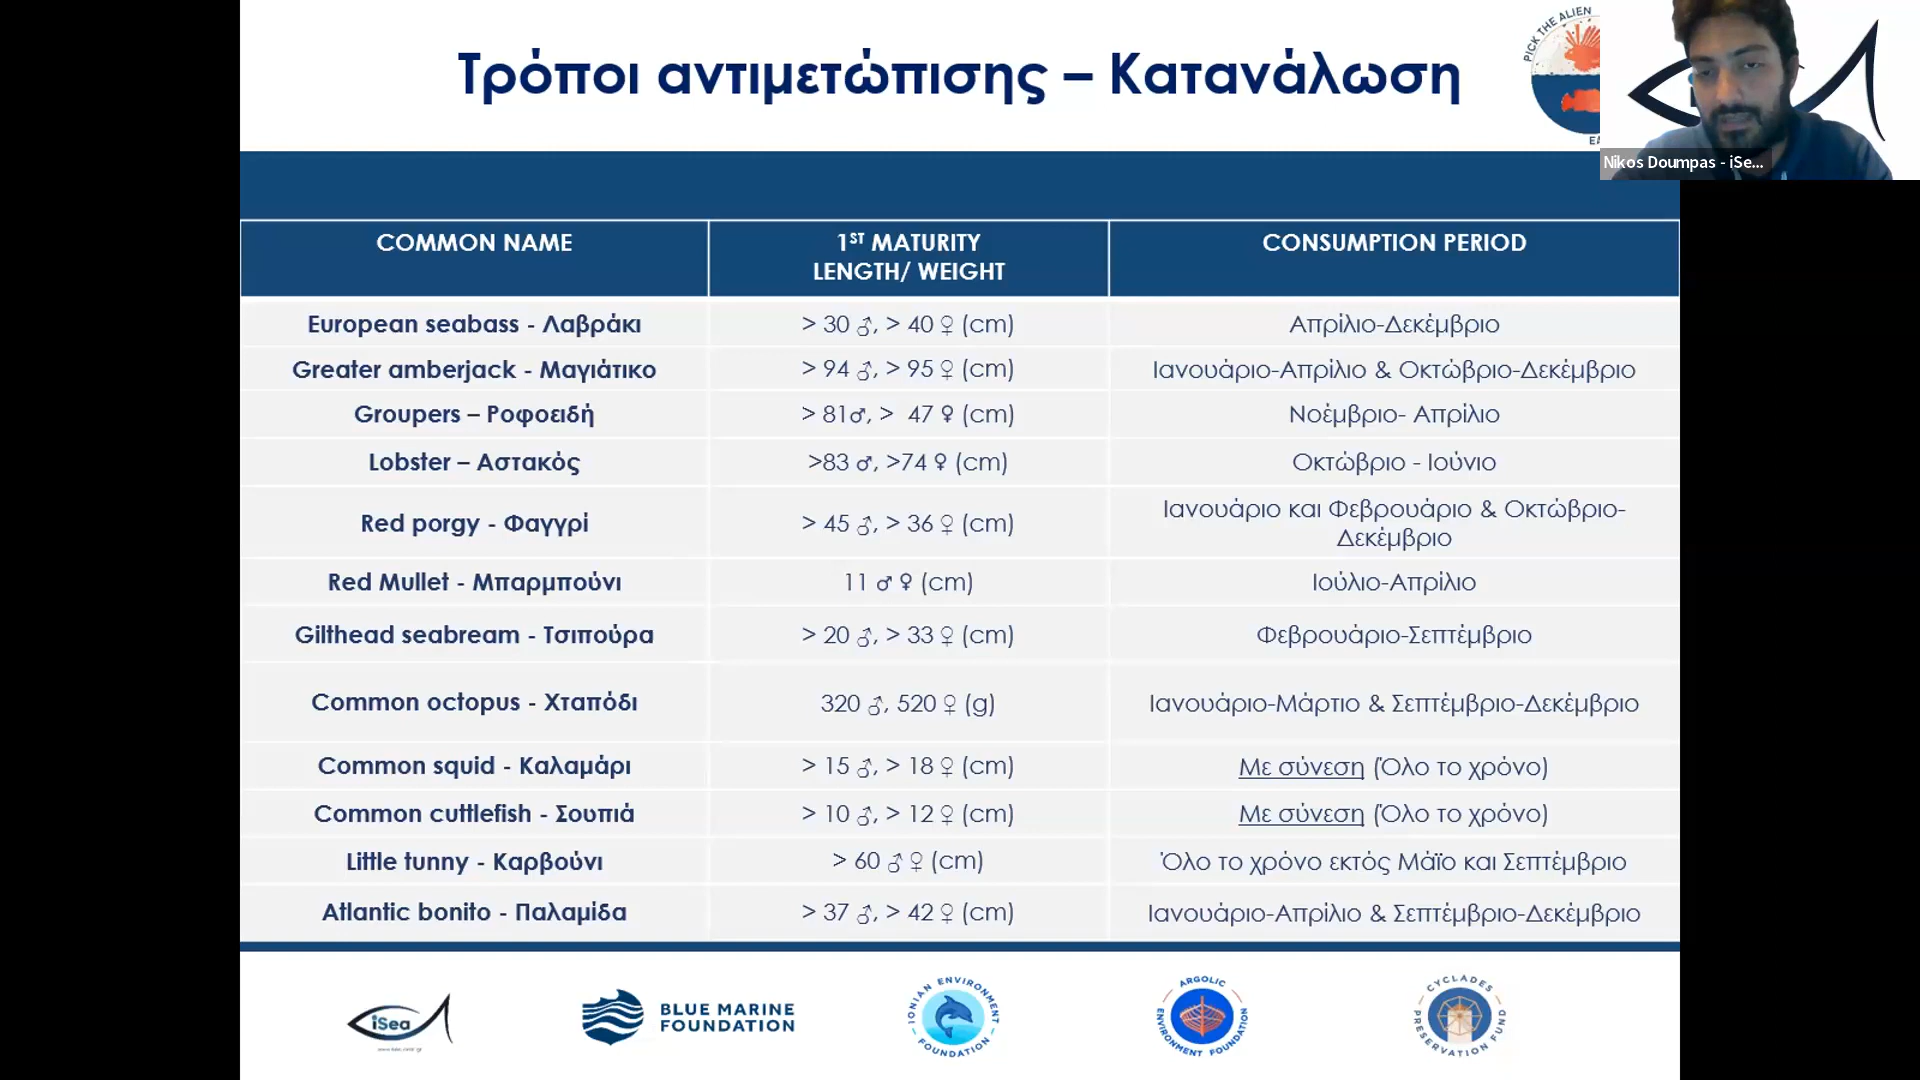 Τρόποι αντιμετώπισης – Κατανάλωση
PICK THE ALIEN
Nikos Doumpas - iSe...
COMMON NAME
1ST MATURITY
LENGTH/ WEIGHT
CONSUMPTION PERIOD
European seabass - Λαβράκι
> 30 ♂, > 40 ♀ (cm)
Απρίλιο-Δεκέμβριο
Greater amberjack - Μαγιάτικο
> 94 ♂, > 95 ♀ (cm)
Ιανουάριο-Απρίλιο & Οκτώβριο-Δεκέμβριο
Groupers – Ροφοειδή
> 81♂, > 47 ♀ (cm)
Νοέμβριο- Απρίλιο
Lobster – Αστακός
>83 ♂, >74 ♀ (cm)
Οκτώβριο - Ιούνιο
Red porgy - Φαγγρί
> 45 ♂, > 36 ♀ (cm)
Ιανουάριο και Φεβρουάριο & Οκτώβριο-
Δεκέμβριο
Red Mullet - Μπαρμπούνι
11 ♂ ♀ (cm)
Ιούλιο-Απρίλιο
Gilthead seabream - Τσιπούρα
> 20 ♂, > 33 ♀ (cm)
Φεβρουάριο-Σεπτέμβριο
Common octopus - Χταπόδι
320 ♂, 520 ♀ (g)
Ιανουάριο-Μάρτιο & Σεπτέμβριο-Δεκέμβριο
Common squid - Καλαμάρι
> 15 ♂, > 18 ♀ (cm)
Με σύνεση (Όλο το χρόνο)
Common cuttlefish - Σουπιά
> 10 ♂, > 12 ♀ (cm)
Με σύνεση (Όλο το χρόνο)
Little tunny - Καρβούνι
> 60 ♂ ♀ (cm)
Όλο το χρόνο εκτός Μάϊο και Σεπτέμβριο
Atlantic bonito - Παλαμίδα
> 37 ♂, > 42 ♀ (cm)
Ιανουάριο-Απρίλιο & Σεπτέμβριο-Δεκέμβριο
iSea
BLUE MARINE
FOUNDATION
IONIAN ENVIRONMENT
FOUNDATION
ARGOLIC
ENVIRONMENT FOUNDATION
CYCLADES
PRESERVATION FUND